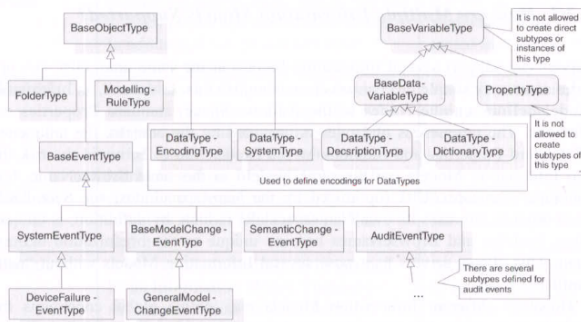 BaseObjectType
BaseVariableType
It is not allowed
to create direct
subtypes or
instances of
this type
FolderType
Modelling-
RuleType
BaseData-
VariableType
PropertyType
BaseEventType
DataType -
EncodingType
DataType -
SystemType
DataType -
DecsriptionType
DataType -
DictionaryType
It is not
allowed to
create
subtypes of
this type
Used to define encodings for DataTypes
SystemEventType
BaseModelChange -
EventType
SemanticChange -
EventType
AuditEventType
DeviceFailure -
EventType
GeneralModel -
ChangeEventType
...
There are several
subtypes defined for
audit events